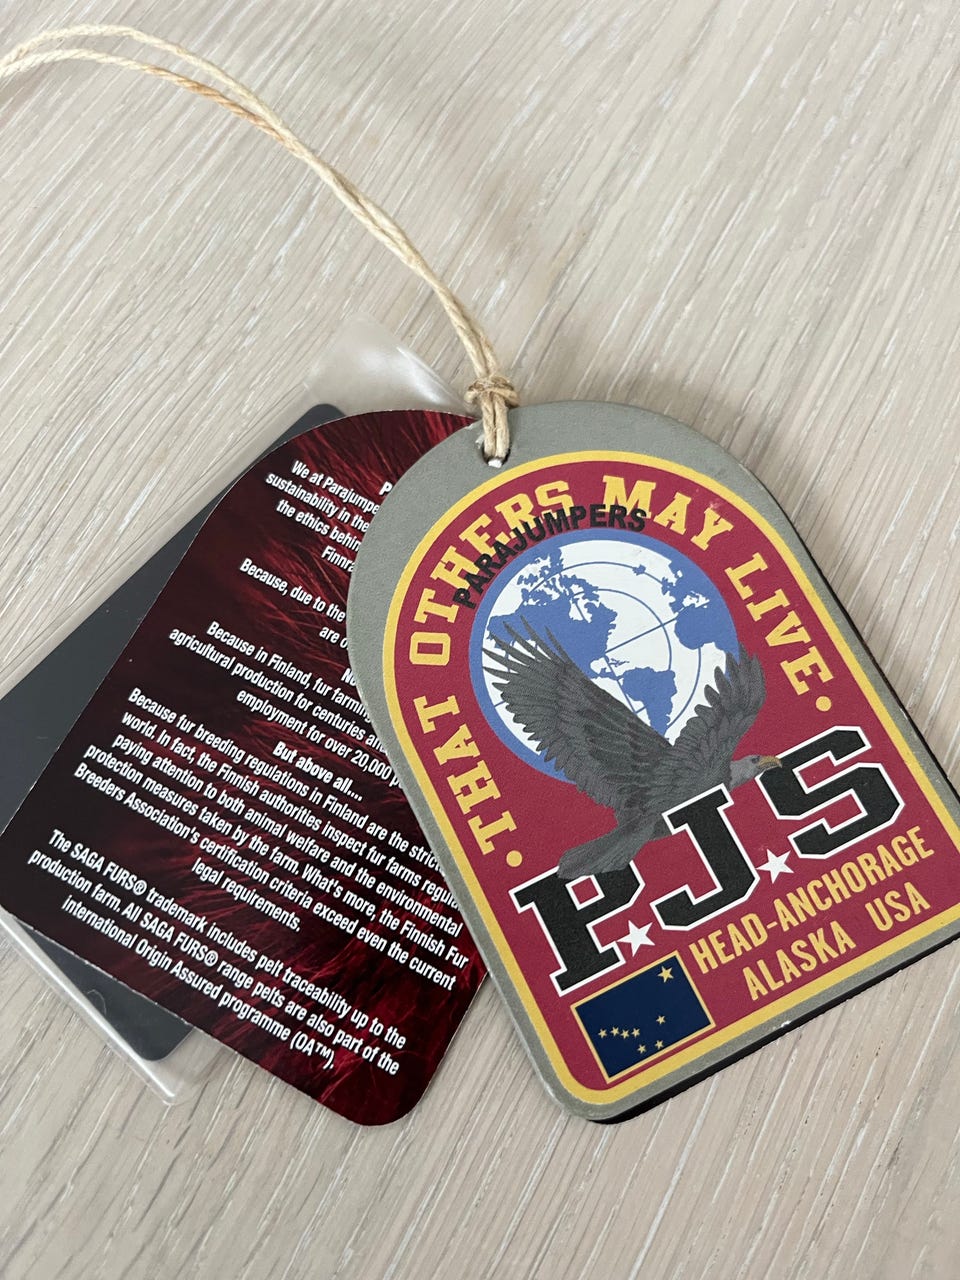 P
We at Parajumpe
sustainability in the
the ethics behin
Finnra
Because, due to the
are o
N
Because in Finland, fur farming
agricultural production for centuries and
employment for over 20,000 p
But above all....
Because fur breeding regulations in Finland are the stric
world. In fact, the Finnish authorities inspect fur farms regula
paying attention to both animal welfare and the environmental
protection measures taken by the farm. What's more, the Finnish Fur
Breeders Association's certification criteria exceed even the current
legal requirements.
The SAGA FURS® trademark includes pelt traceability up to the
production farm. All SAGA FURS® range pelts are also part of the
international Origin Assured programme (OA™).
• THAT OTHERS MAY LIVE •
PARAJUMPERS
PJS
HEAD-ANCHORAGE
ALASKA USA